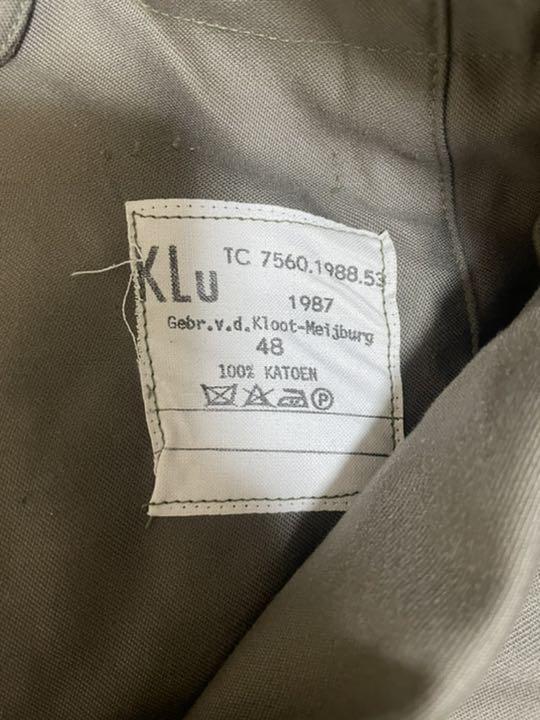 KLu TC 7560.1988.53
1987
Gebr.v.d.Kloot-Meijburg
48
100% KATOEN
P